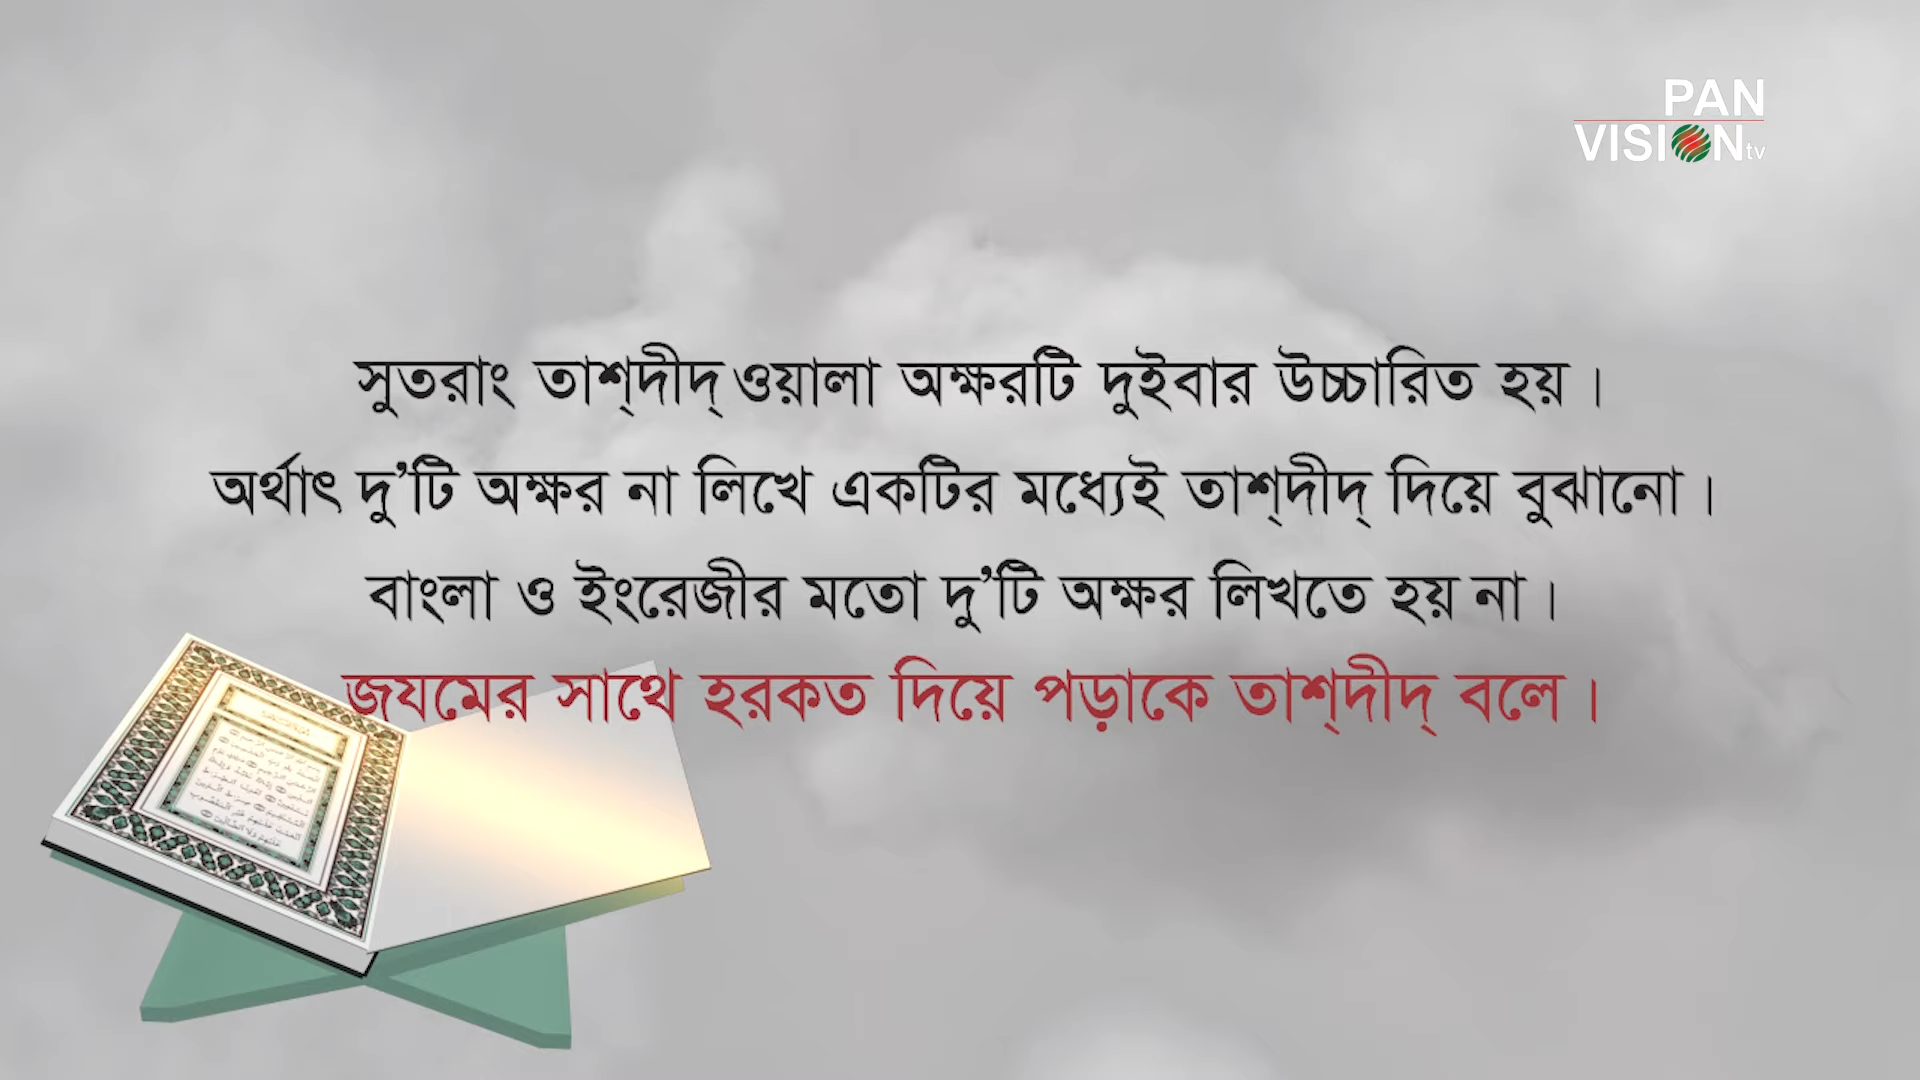 PAN
VISION tv
সুতরাং তাশ্‌দীদ্‌ওয়ালা অক্ষরটি দুইবার উচ্চারিত হয়।
অর্থাৎ দু’টি অক্ষর না লিখে একটির মধ্যেই তাশ্‌দীদ্‌ দিয়ে বুঝানো।
বাংলা ও ইংরেজীর মতো দু’টি অক্ষর লিখতে হয় না।
জযমের সাথে হরকত দিয়ে পড়াকে তাশ্‌দীদ্‌ বলে।